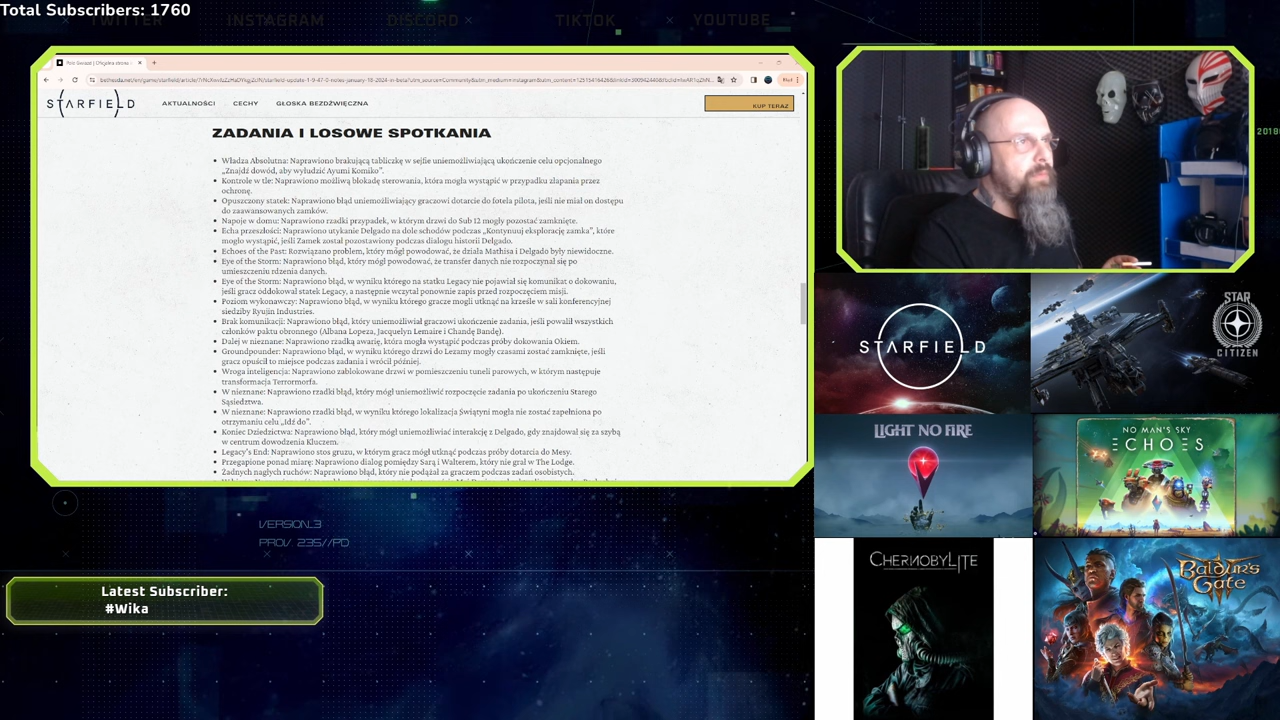 Total Subscribers: 1760
TWITTER
INSTAGRAM
DISCORD
TIKTOK
YOUTUBE
STARFIELD
AKTUALNOŚCI
CECHY
GŁOSKA BEZDŹWIĘCZNA
KUP TERAZ
ZADANIA I LOSOWE SPOTKANIA
Władza Absolutna: Naprawiono brakującą tabliczkę w sejfie uniemożliwiającą ukończenie celu opcjonalnego
„Znajdź dowód, aby wyłudzić Ayumi Komiko”.
Kontrole w tle: Naprawiono możliwą blokadę sterowania, która mogła wystąpić w przypadku złapania przez
ochronę.
Opuszczony statek: Naprawiono błąd uniemożliwiający graczowi dotarcie do fotela pilota, jeśli nie miał on dostępu
do zaawansowanych zamków.
Napoje w domu: Naprawiono rzadki przypadek, w którym drzwi do Sub 12 mogły pozostać zamknięte.
Echa przeszłości: Naprawiono utykanie Delgado na dole schodów podczas „Kontynuuj eksplorację zamka”, które
mogło wystąpić, jeśli Zamek został pozostawiony podczas dialogu historii Delgado.
Echoes of the Past: Rozwiązano problem, który mógł powodować, że działa Mathisa i Delgado były niewidoczne.
Eye of the Storm: Naprawiono błąd, który mógł powodować, że transfer danych nie rozpoczynał się po
umieszczeniu rdzenia danych.
Eye of the Storm: Naprawiono błąd, w wyniku którego na statku Legacy nie pojawiał się komunikat o dokowaniu,
jeśli gracz oddokował statek Legacy, a następnie wczytał ponownie zapis przed rozpoczęciem misji.
Poziom wykonawczy: Naprawiono błąd, w wyniku którego gracze mogli utknąć na krześle w sali konferencyjnej
siedziby Ryujin Industries.
Brak komunikacji: Naprawiono błąd, który uniemożliwiał graczowi ukończenie zadania, jeśli powalił wszystkich
członków paktu obronnego (Albana Lopeza, Jacquelyn Lemaire i Chandę Bandę).
Dalej w nieznane: Naprawiono rzadką awarię, która mogła wystąpić podczas próby dokowania Okiem.
Groundpounder: Naprawiono błąd, w wyniku którego drzwi do Lezamy mogły czasami zostać zamknięte, jeśli
gracz opuścił to miejsce podczas zadania i wrócił później.
Wroga inteligencja: Naprawiono zablokowane drzwi w pomieszczeniu tuneli parowych, w którym następuje
transformacja Terrormorfa.
W nieznane: Naprawiono rzadki błąd, który mógł uniemożliwić rozpoczęcie zadania po ukończeniu Starego
Sąsiedztwa.
W nieznane: Naprawiono rzadki błąd, w wyniku którego lokalizacja Świątyni mogła nie zostać zapełniona po
otrzymaniu celu „Idź do”.
Koniec Dziedzictwa: Naprawiono błąd, który mógł uniemożliwiać interakcję z Delgado, gdy znajdował się za szybą
w centrum dowodzenia Kluczem.
Legacy's End: Naprawiono stos gruzu, w którym gracz mógł utknąć podczas próby dotarcia do Mesy.
Przegapione ponad miarę: Naprawiono dialog pomiędzy Sarą i Walterem, który nie grał w The Lodge.
Żadnych nagłych ruchów: Naprawiono błąd, który nie podążał za graczem podczas zadań osobistych.
STARFIELD
STAR
CITIZEN
LIGHT NO FIRE
NO MAN'S SKY
ECHOES
CHERNOBYLITE
BALDUR'S
GATE
VERSION_3
PROV. 235//PD
Latest Subscriber:
#Wika